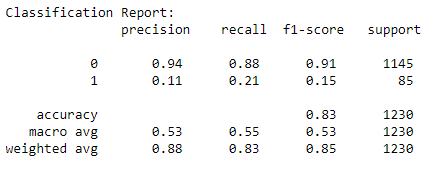 Classification Report:
precision recall f1-score support
0 0.94 0.88 0.91 1145
1 0.11 0.21 0.15 85
accuracy 0.83 1230
macro avg 0.53 0.55 0.53 1230
weighted avg 0.88 0.83 0.85 1230